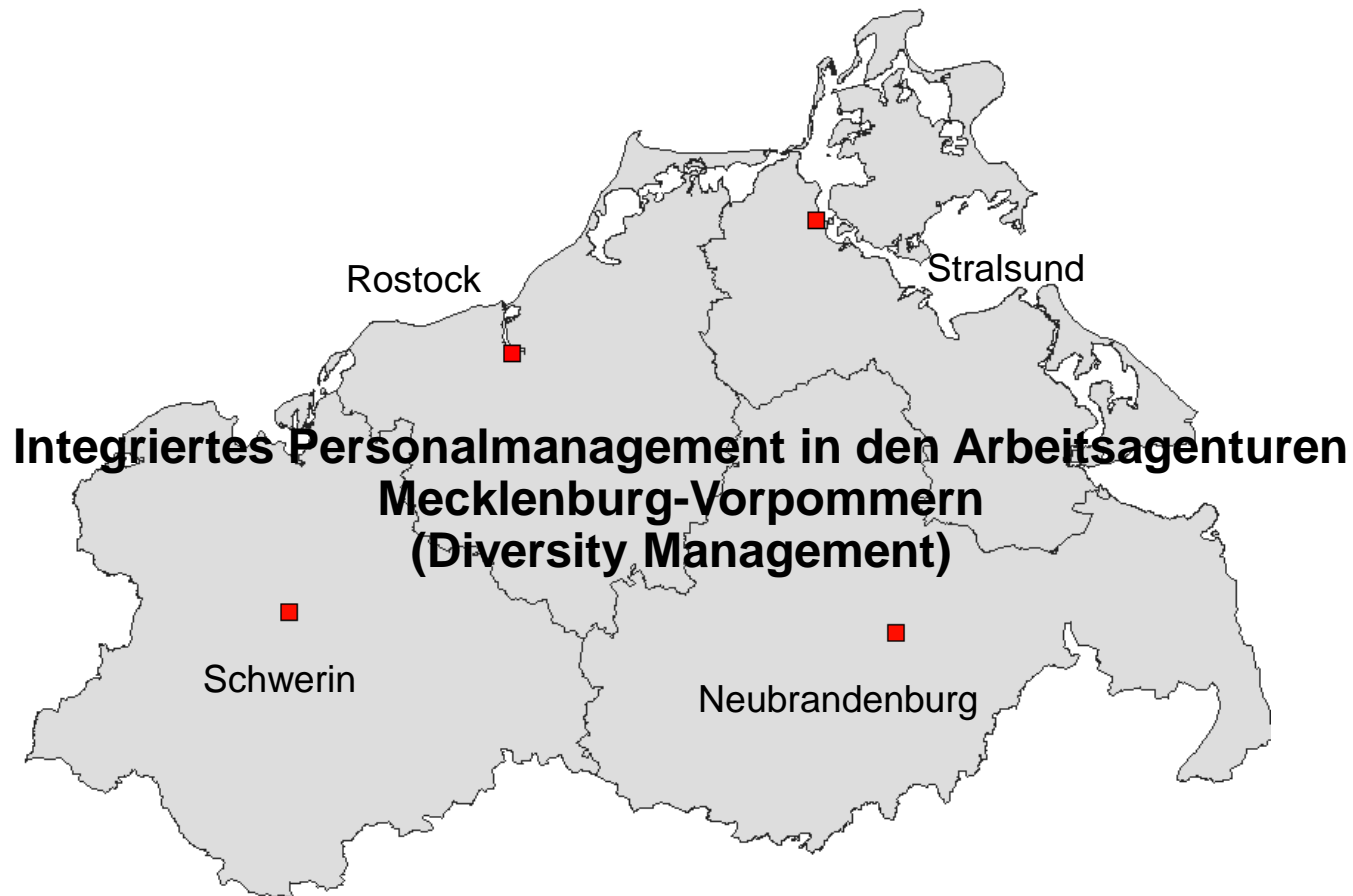 Rostock
Stralsund
Integriertes Personalmanagement in den Arbeitsagenturen
Mecklenburg-Vorpommern
(Diversity Management)
Schwerin
Neubrandenburg